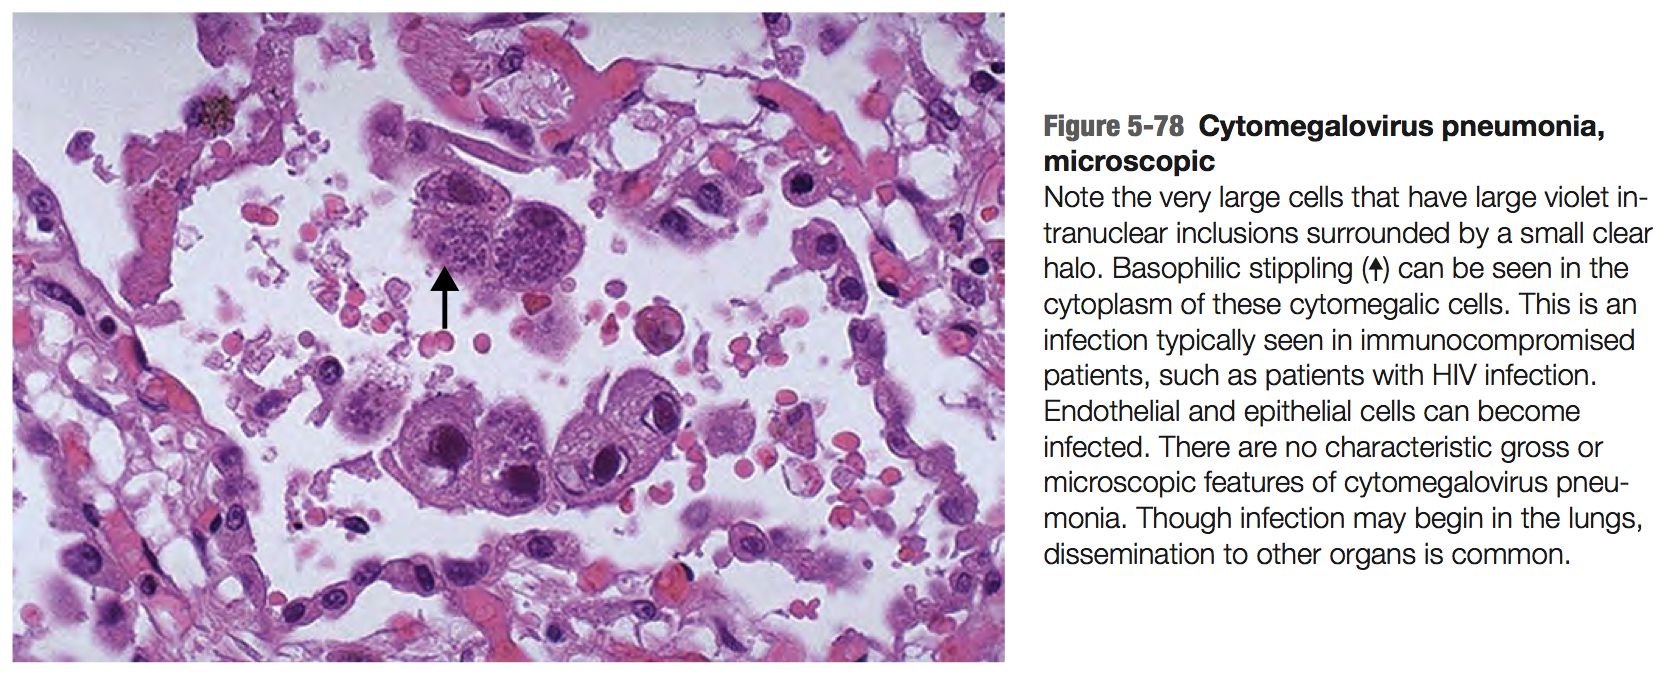 Figure 5-78 Cytomegalovirus pneumonia,
microscopic
Note the very large cells that have large violet in-
tranuclear inclusions surrounded by a small clear
halo. Basophilic stippling (↑) can be seen in the
cytoplasm of these cytomegalic cells. This is an
infection typically seen in immunocompromised
patients, such as patients with HIV infection.
Endothelial and epithelial cells can become
infected. There are no characteristic gross or
microscopic features of cytomegalovirus pneu-
monia. Though infection may begin in the lungs,
dissemination to other organs is common.